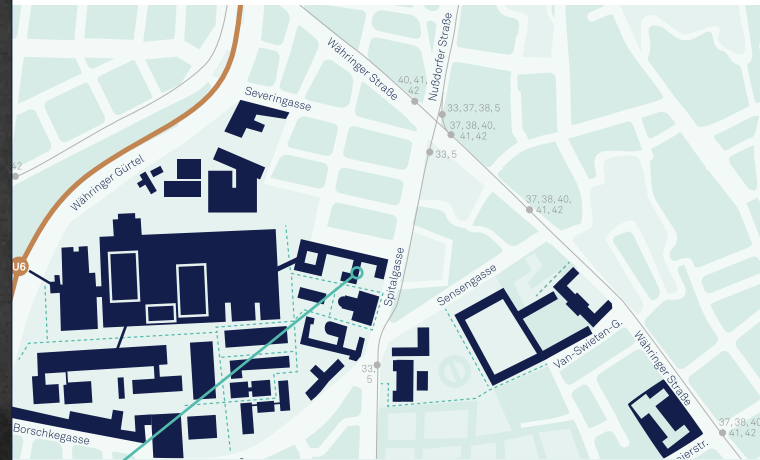 Währinger Straße
Nußdorfer Straße
40, 41,
42
Severingasse
33, 37, 38, 5
37, 38, 40,
41, 42
33, 5
42
Währinger Gürtel
37, 38, 40,
41, 42
U6
Spitalgasse
Sensengasse
Van-Swieten-G.
Währinger Straße
33,
5
37, 38, 40
41, 42
Borschkegasse